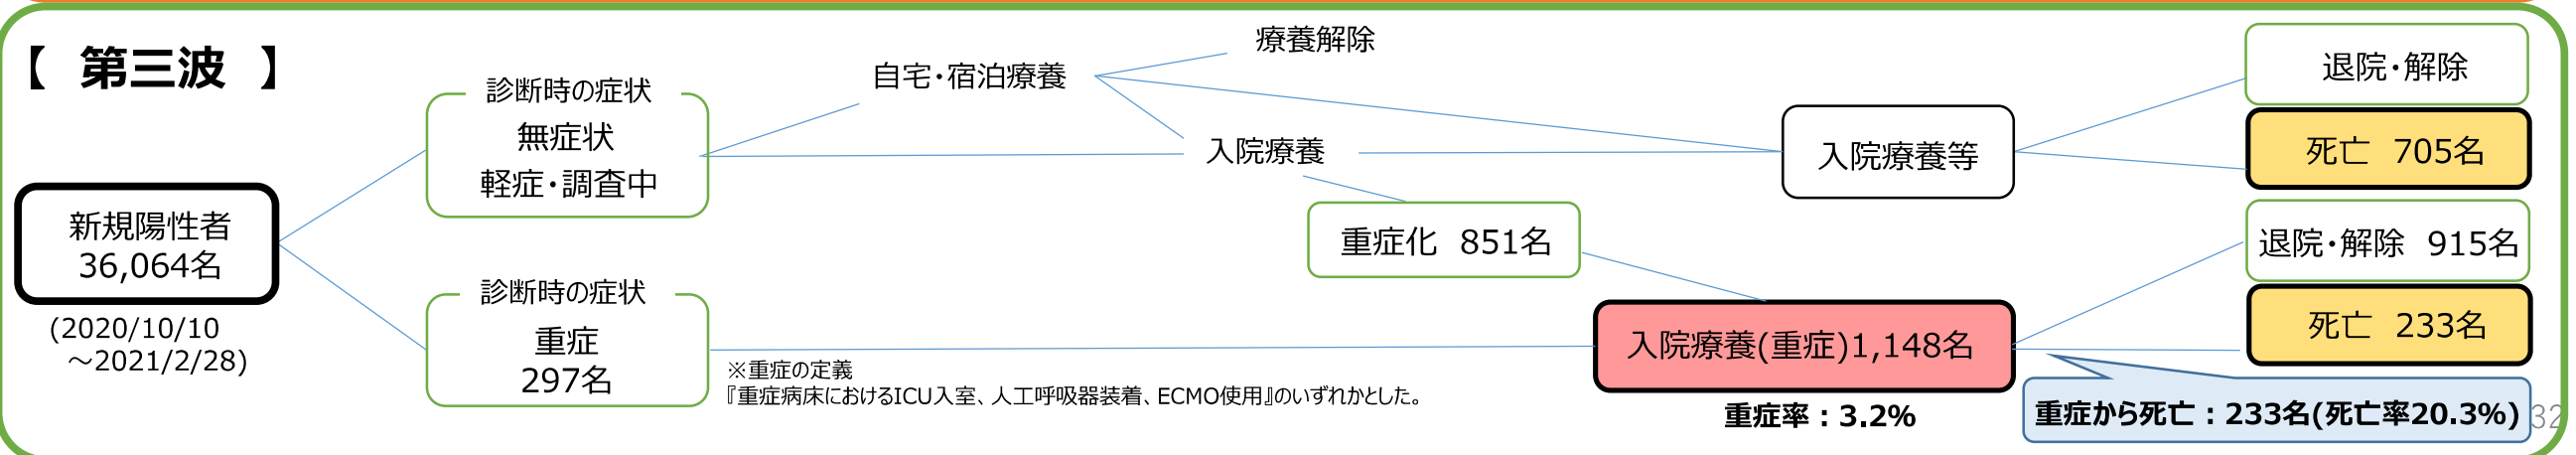 【 第三波 】
新規陽性者
36,064名
(2020/10/10
～2021/2/28)
診断時の症状
無症状
軽症・調査中
診断時の症状
重症
297名
自宅・宿泊療養
療養解除
入院療養
重症化 851名
※重症の定義
『重症病床におけるICU入室、人工呼吸器装着、ECMO使用』のいずれかとした。
入院療養等
入院療養(重症)1,148名
重症率：3.2%
退院・解除
死亡 705名
退院・解除 915名
死亡 233名
重症から死亡：233名(死亡率20.3%)
32